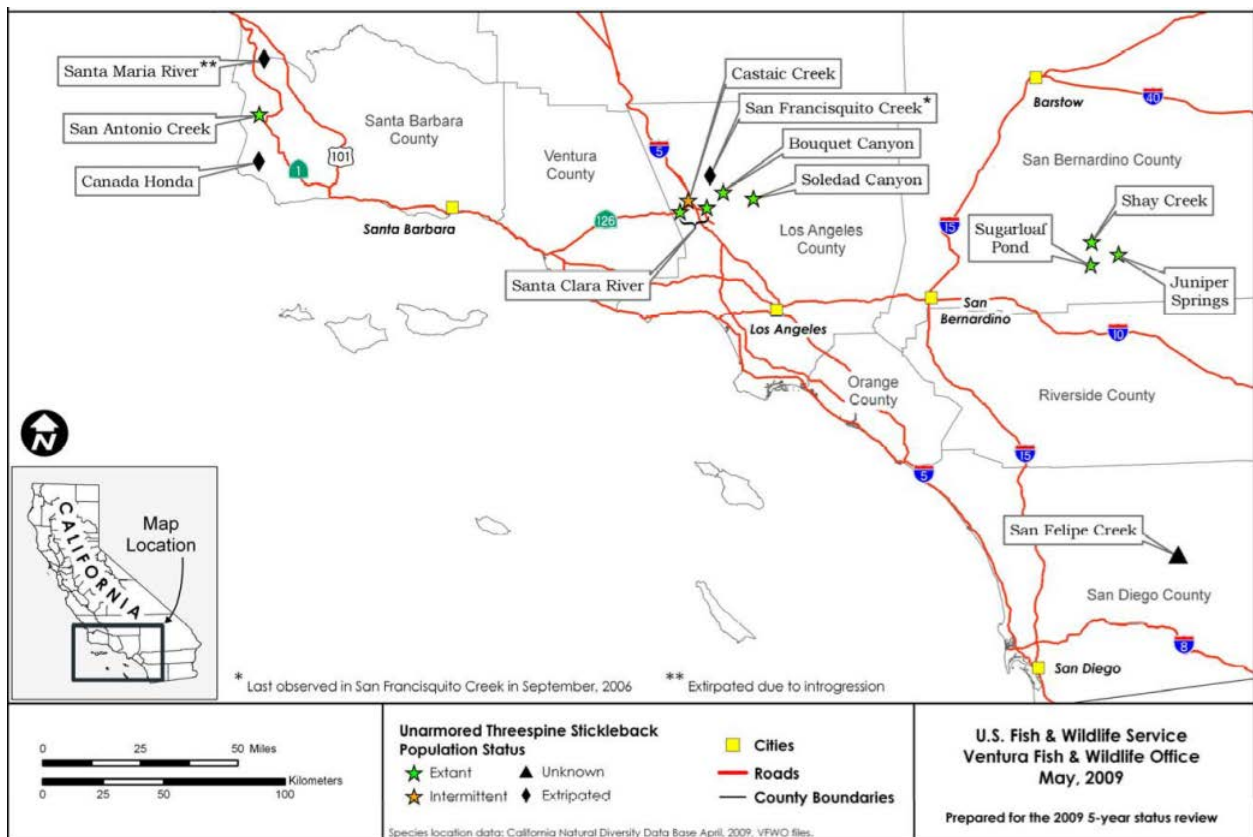 Santa Maria River**
San Antonio Creek
Canada Honda
Santa Barbara
County
101
1
Santa Barbara
Ventura
County
126
5
Castaic Creek
San Francisquito Creek*
Bouquet Canyon
Soledad Canyon
Los Angeles
County
Santa Clara River
Los Angeles
Barstow
40
San Bernardino County
15
Shay Creek
Sugarloaf
Pond
Juniper
Springs
San
Bernardino
10
Orange
County
Riverside County
15
5
San Felipe Creek
San Diego County
8
San Diego
N
CALIFORNIA
Map
Location
* Last observed in San Francisquito Creek in September, 2006
** Extirpated due to introgression
0 25 50 Miles
Kilometers
0 50 100
Unarmored Threespine Stickleback
Population Status
Extant
Unknown
Intermittent
Extripated
Cities
Roads
County Boundaries
Species location data: California Natural Diversity Data Base April, 2009, VFWO files.
U.S. Fish & Wildlife Service
Ventura Fish & Wildlife Office
May, 2009
Prepared for the 2009 5-year status review